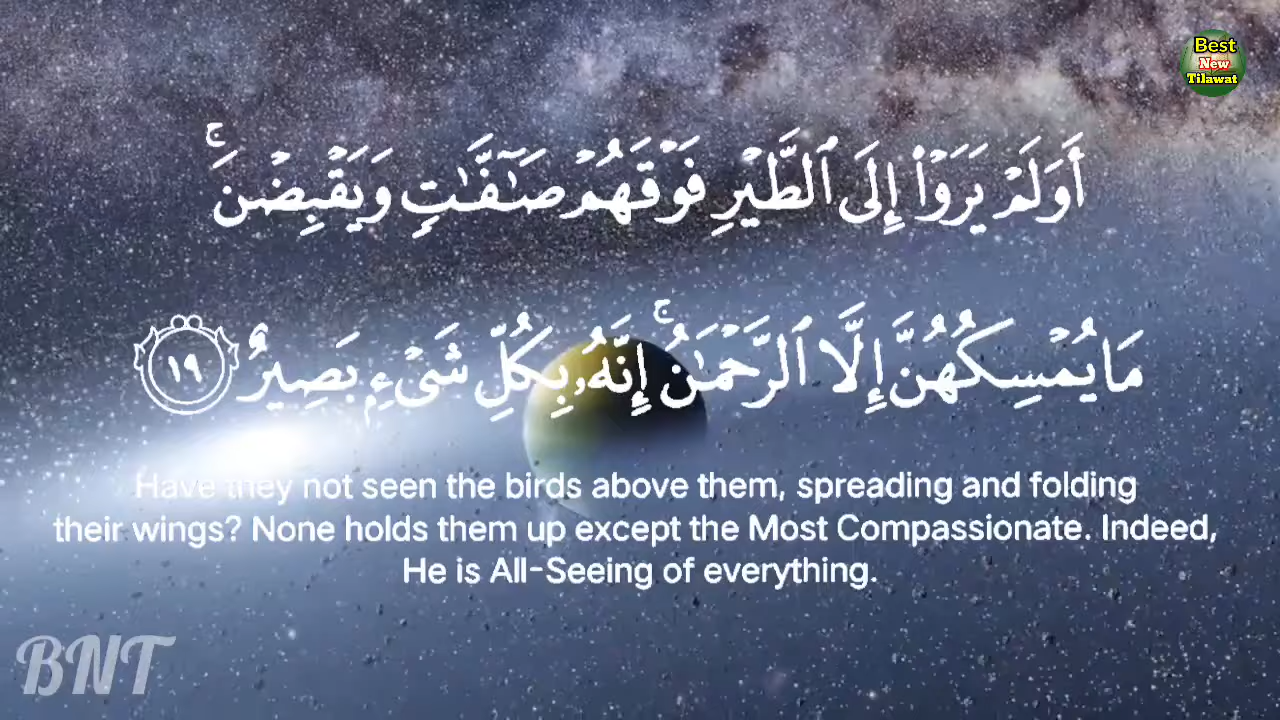 Best
New
Tilawat
أَوَلَمْ يَرَوْا۟ إِلَى ٱلطَّيْرِ فَوْقَهُمْ صَـٰٓفَّـٰتٍ وَيَقْبِضْنَ ۚ
مَا يُمْسِكُهُنَّ إِلَّا ٱلرَّحْمَـٰنُ ۚ إِنَّهُۥ بِكُلِّ شَىْءٍۭ بَصِيرٌ ١٩
Have they not seen the birds above them, spreading and folding
their wings? None holds them up except the Most Compassionate. Indeed,
He is All-Seeing of everything.
BNT